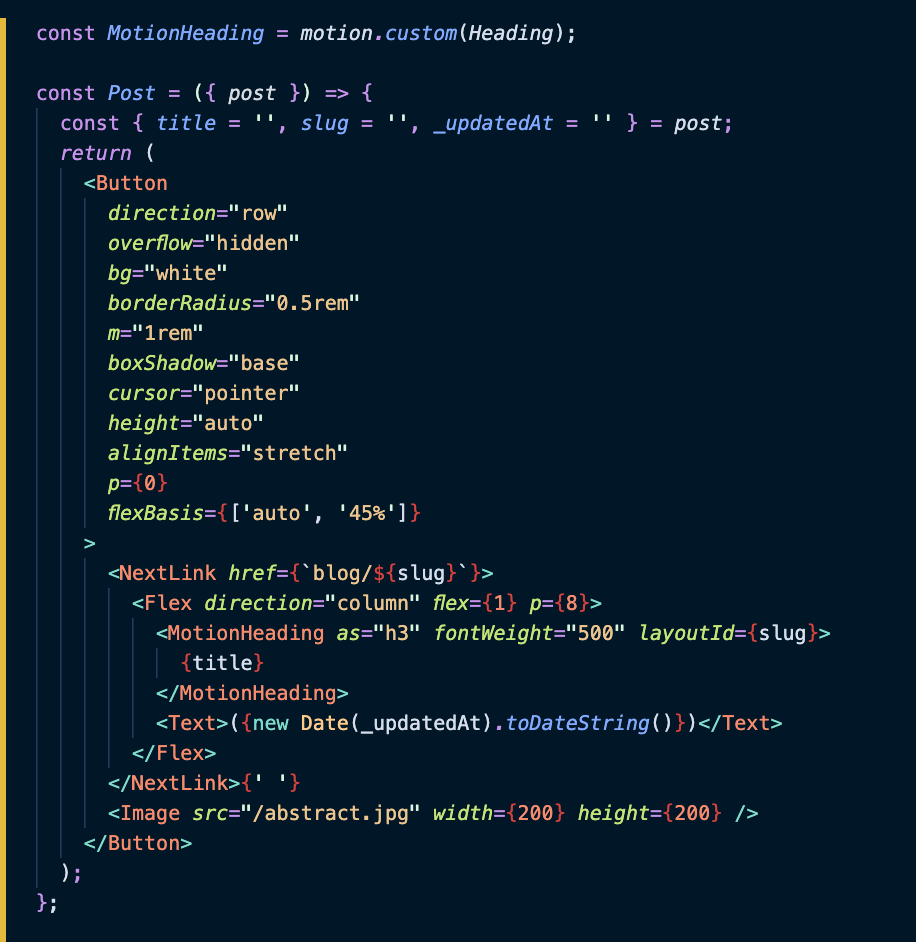 const MotionHeading = motion.custom(Heading);

const Post = ({ post }) => {
  const { title = '', slug = '', _updatedAt = '' } = post;
  return (
    <Button
      direction="row"
      overflow="hidden"
      bg="white"
      borderRadius="0.5rem"
      m="1rem"
      boxShadow="base"
      cursor="pointer"
      height="auto"
      alignItems="stretch"
      p={0}
      flexBasis={['auto', '45%']}
    >
      <NextLink href={`blog/${slug}`}>
        <Flex direction="column" flex={1} p={8}>
          <MotionHeading as="h3" fontWeight="500" layoutId={slug}>
            {title}
          </MotionHeading>
          <Text>({new Date(_updatedAt).toDateString()})</Text>
        </Flex>
      </NextLink>{' '}
      <Image src="/abstract.jpg" width={200} height={200} />
    </Button>
  );
};